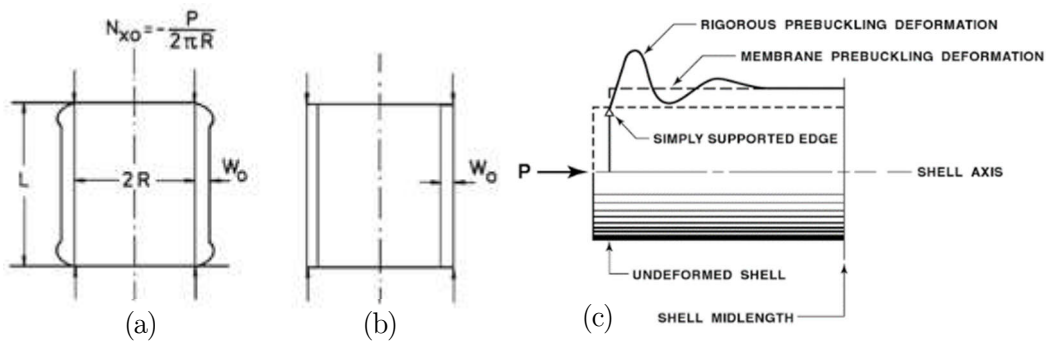 N_xo = - P / 2πR
L
2R
W_o
(a)
W_o
(b)
RIGOROUS PREBUCKLING DEFORMATION
MEMBRANE PREBUCKLING DEFORMATION
SIMPLY SUPPORTED EDGE
P
SHELL AXIS
UNDEFORMED SHELL
SHELL MIDLENGTH
(c)